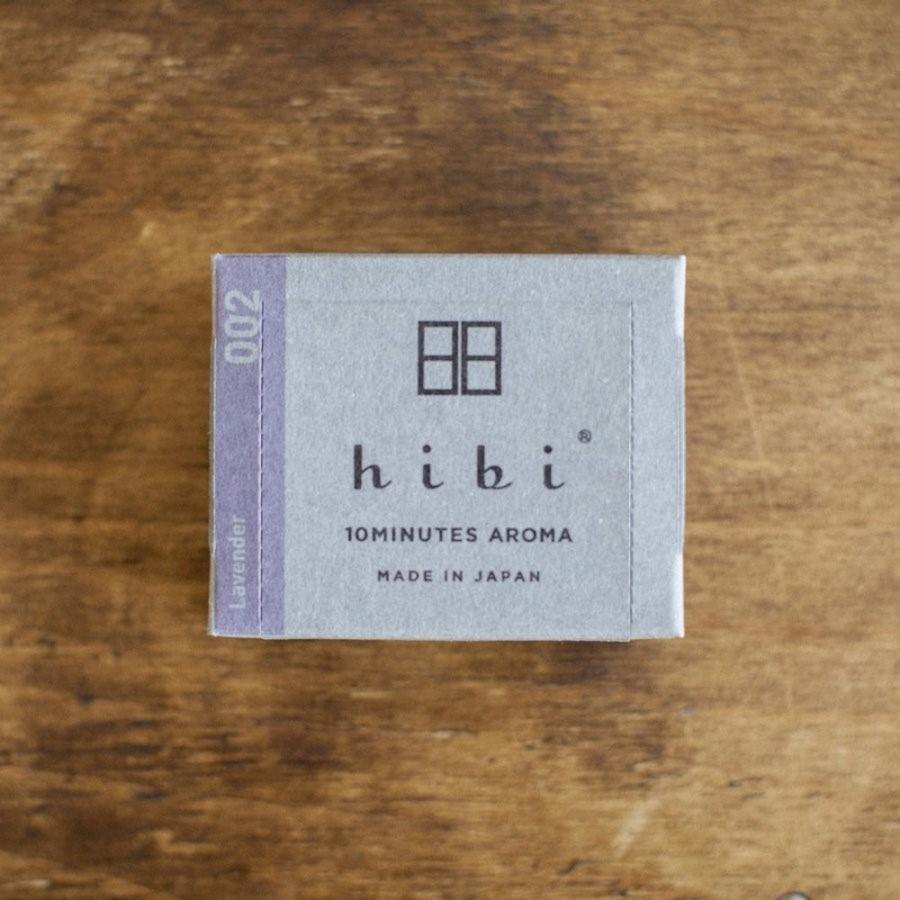 002
Lavender
hibi®
10MINUTES AROMA
MADE IN JAPAN